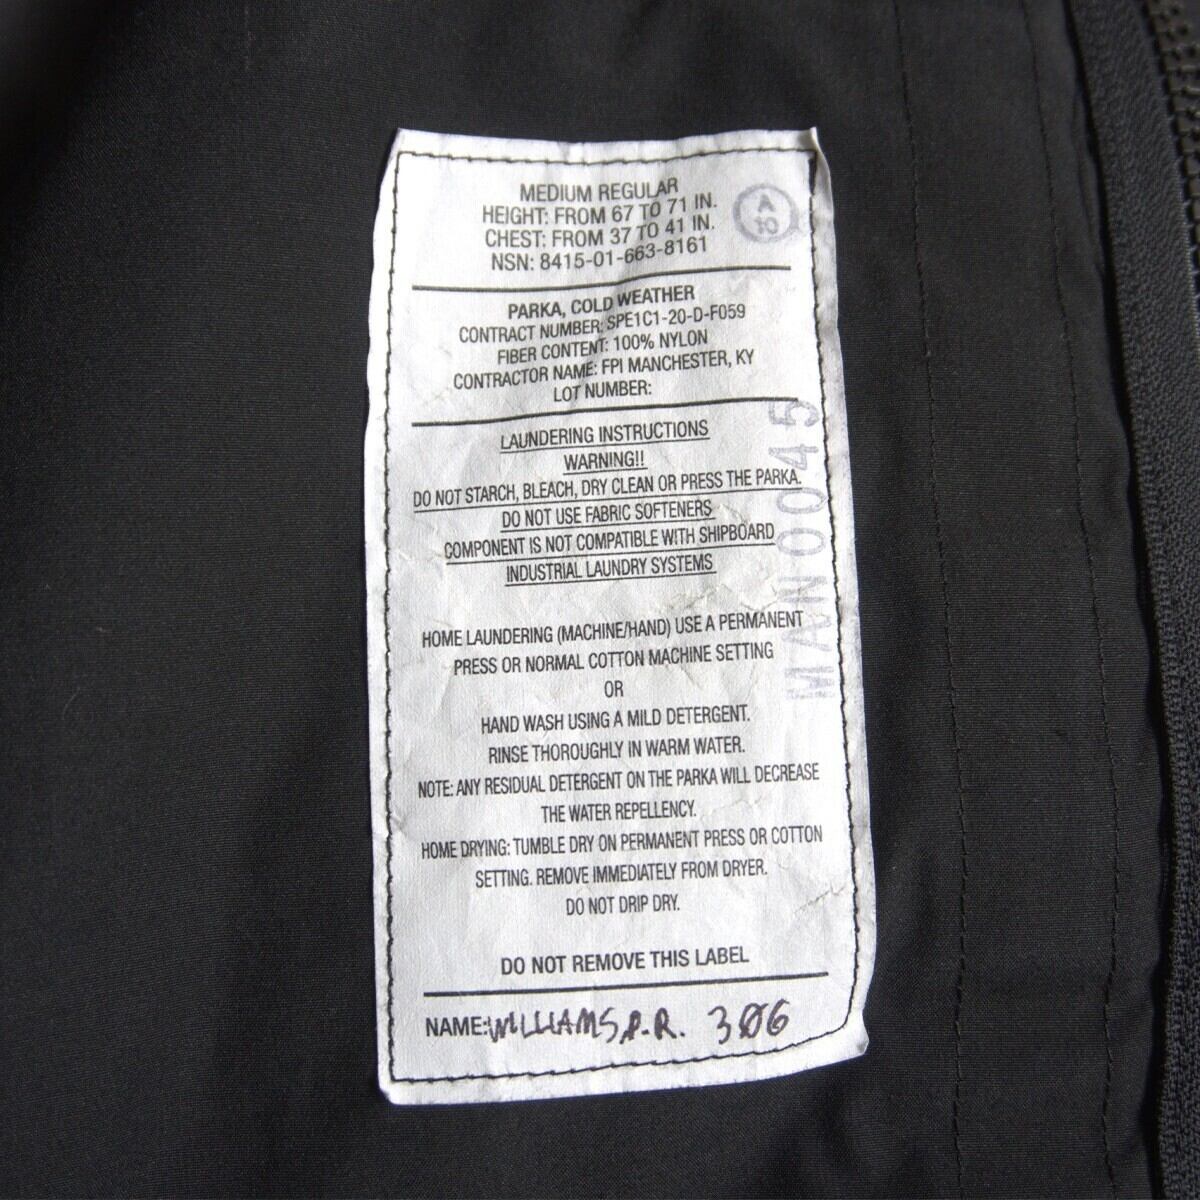 MEDIUM REGULAR
HEIGHT: FROM 67 TO 71 IN.
CHEST: FROM 37 TO 41 IN.
NSN: 8415-01-663-8161
A
10
PARKA, COLD WEATHER
CONTRACT NUMBER: SPE1C1-20-D-F059
FIBER CONTENT: 100% NYLON
CONTRACTOR NAME: FPI MANCHESTER, KY
LOT NUMBER:
LAUNDERING INSTRUCTIONS
WARNING!!
DO NOT STARCH, BLEACH, DRY CLEAN OR PRESS THE PARKA.
DO NOT USE FABRIC SOFTENERS
COMPONENT IS NOT COMPATIBLE WITH SHIPBOARD
INDUSTRIAL LAUNDRY SYSTEMS
MAN0045
HOME LAUNDERING (MACHINE/HAND) USE A PERMANENT
PRESS OR NORMAL COTTON MACHINE SETTING
OR
HAND WASH USING A MILD DETERGENT.
RINSE THOROUGHLY IN WARM WATER.
NOTE: ANY RESIDUAL DETERGENT ON THE PARKA WILL DECREASE
THE WATER REPELLENCY.
HOME DRYING: TUMBLE DRY ON PERMANENT PRESS OR COTTON
SETTING. REMOVE IMMEDIATELY FROM DRYER.
DO NOT DRIP DRY.
DO NOT REMOVE THIS LABEL
NAME: WILLIAMS P.R. 3Ø6